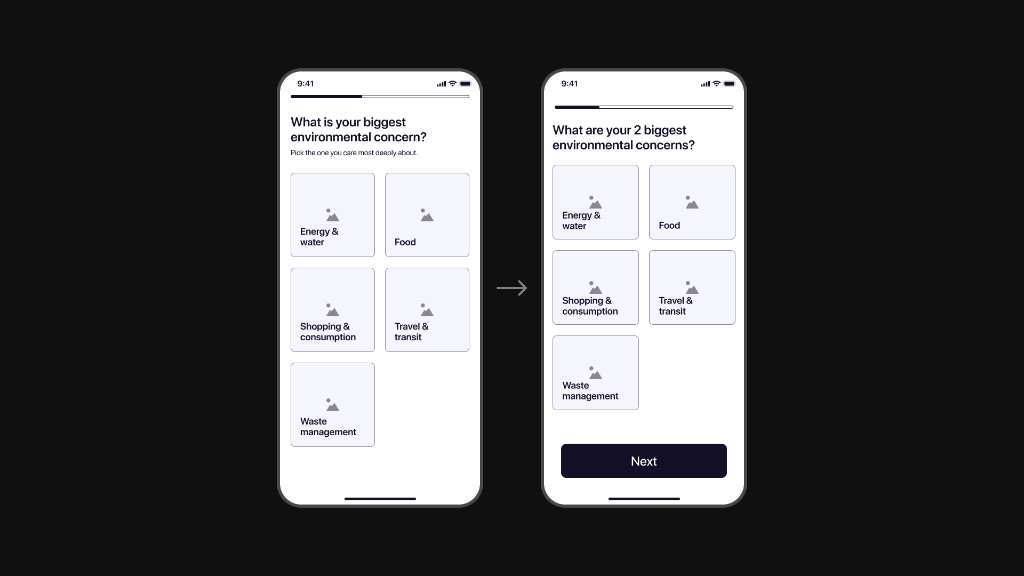 9:41
What is your biggest
environmental concern?
Pick the one you care most deeply about.
Energy &
water
Food
Shopping &
consumption
Travel &
transit
Waste
management
9:41
What are your 2 biggest
environmental concerns?
Energy &
water
Food
Shopping &
consumption
Travel &
transit
Waste
management
Next